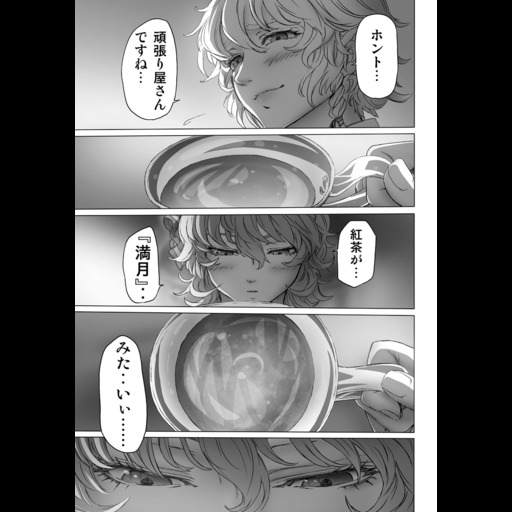 ホント…
頑張り屋さん
ですね…
紅茶が…
『満月』‥
みた‥いぃ……